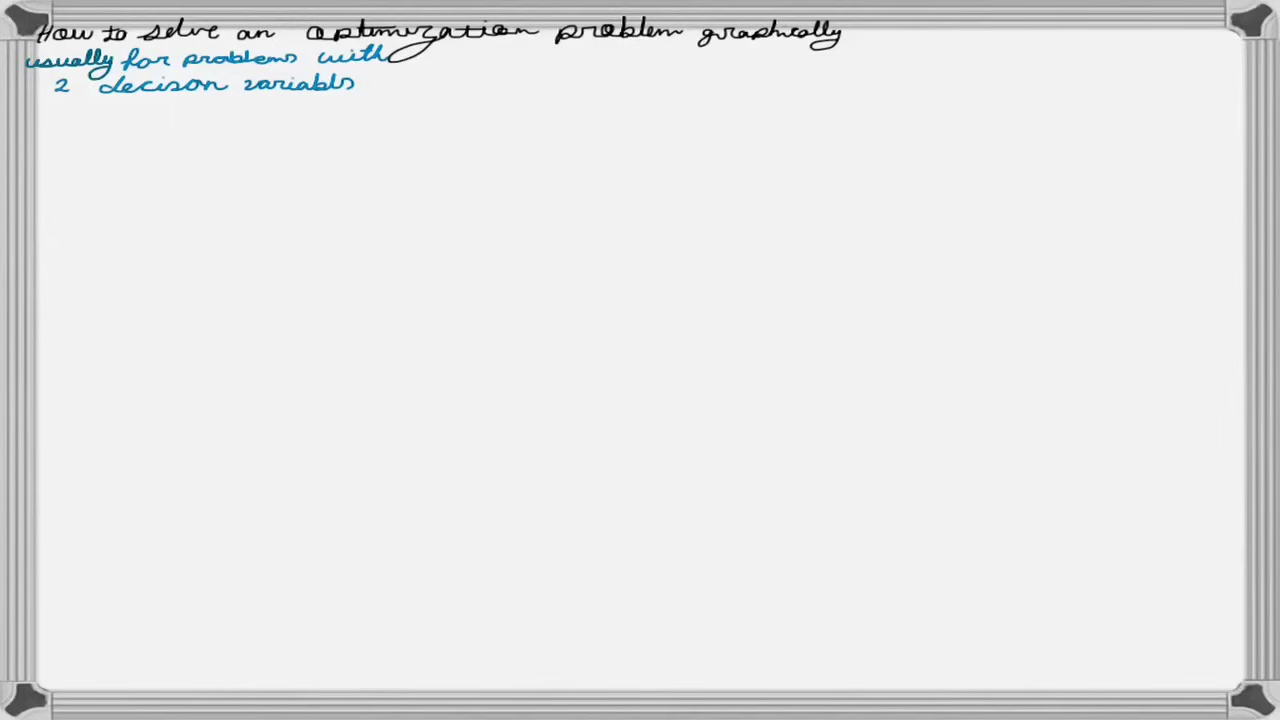 How to solve an optimization problem graphically
usually for problems with
2 decison variabls